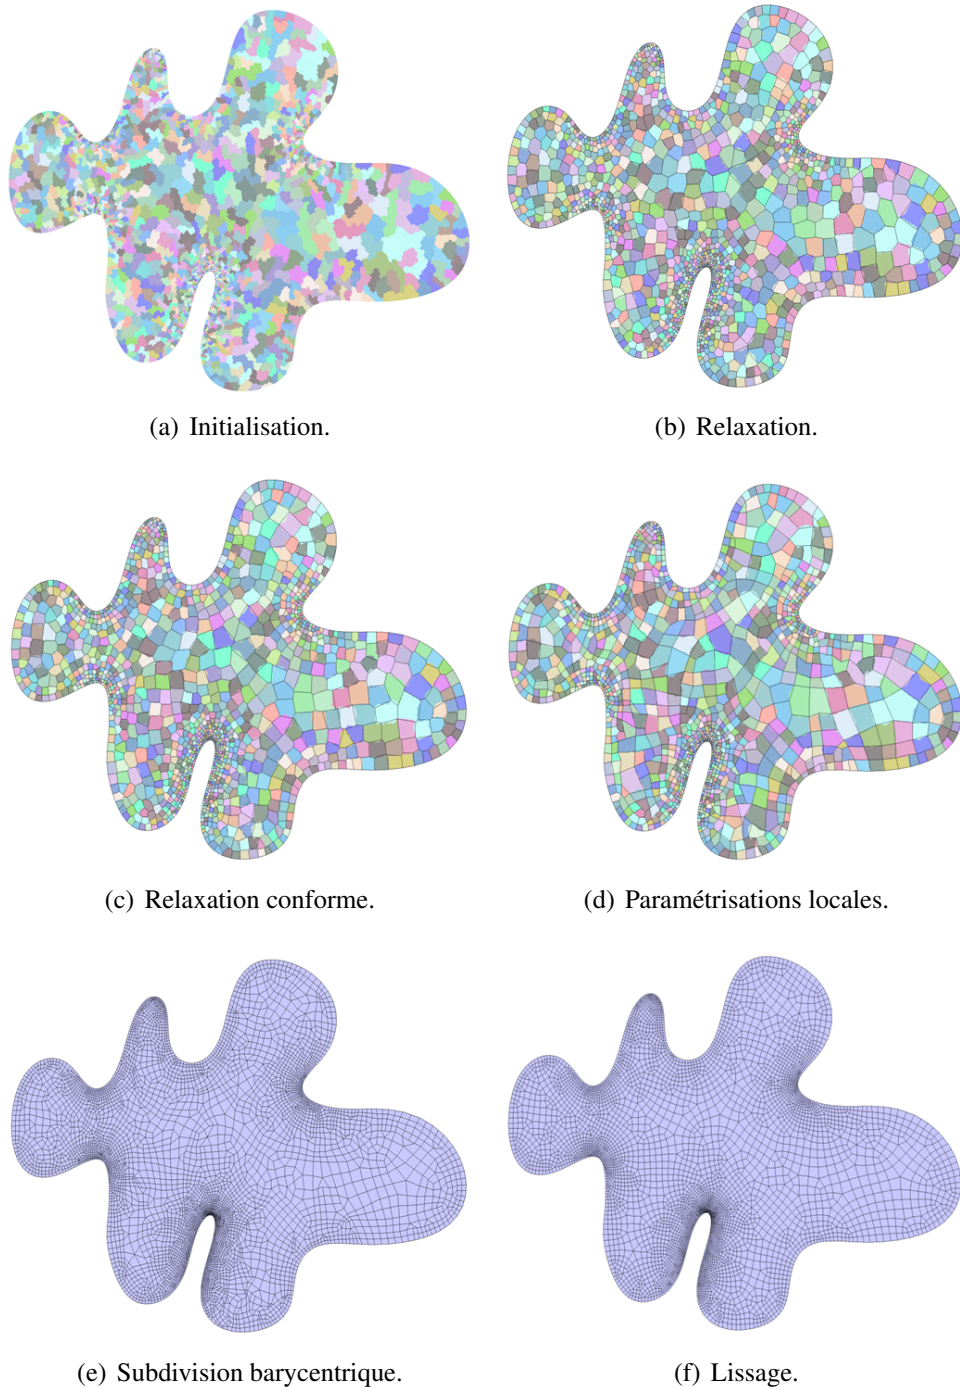 (a) Initialisation.
(b) Relaxation.
(c) Relaxation conforme.
(d) Paramétrisations locales.
(e) Subdivision barycentrique.
(f) Lissage.